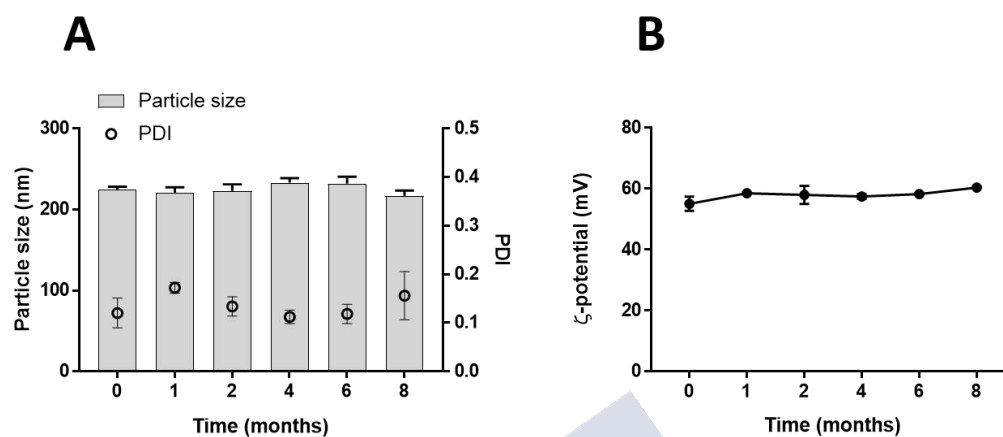 A
Particle size
PDI
Particle size (nm)
300
200
100
0
0.5
0.4
0.3
0.2
0.1
0.0
PDI
0 1 2 4 6 8
Time (months)
B
ζ-potential (mV)
80
60
40
20
0
0 1 2 4 6 8
Time (months)